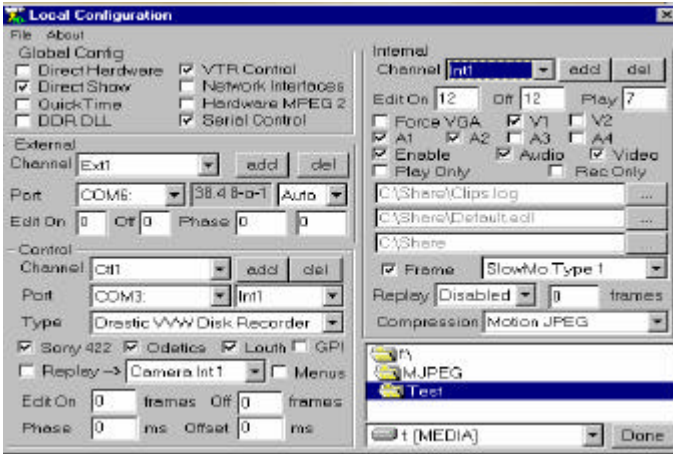 Local Configuration
File About
Global Config
Direct Hardware VTR Control
Direct Show Network Interfaces
QuickTime Hardware MPEG 2
DDR DLL Serial Control
External
Channel Ext1 add del
Port COM6: 38.4 8-o-1 Auto
Edit On 0 Off 0 Phase 0 0
Control
Channel Ctl1 add del
Port COM3: Int1
Type Drastic VVW Disk Recorder
Sony 422 Odetics Louth GPI
Replay -> Camera Int 1 Menus
Edit On 0 frames Off 0 frames
Phase 0 ms Offset 0 ms
Internal
Channel Int1 add del
Edit On 12 Off 12 Play 7
Force VGA V1 V2
A1 A2 A3 A4
Enable Audio Video
Play Only Rec Only
C:\Share\Clips.log ...
C:\Share\Default.edl ...
C:\Share ...
Frame SlowMo Type 1
Replay Disabled 0 frames
Compression Motion JPEG
f:\
MJPEG
Test
f [MEDIA] Done